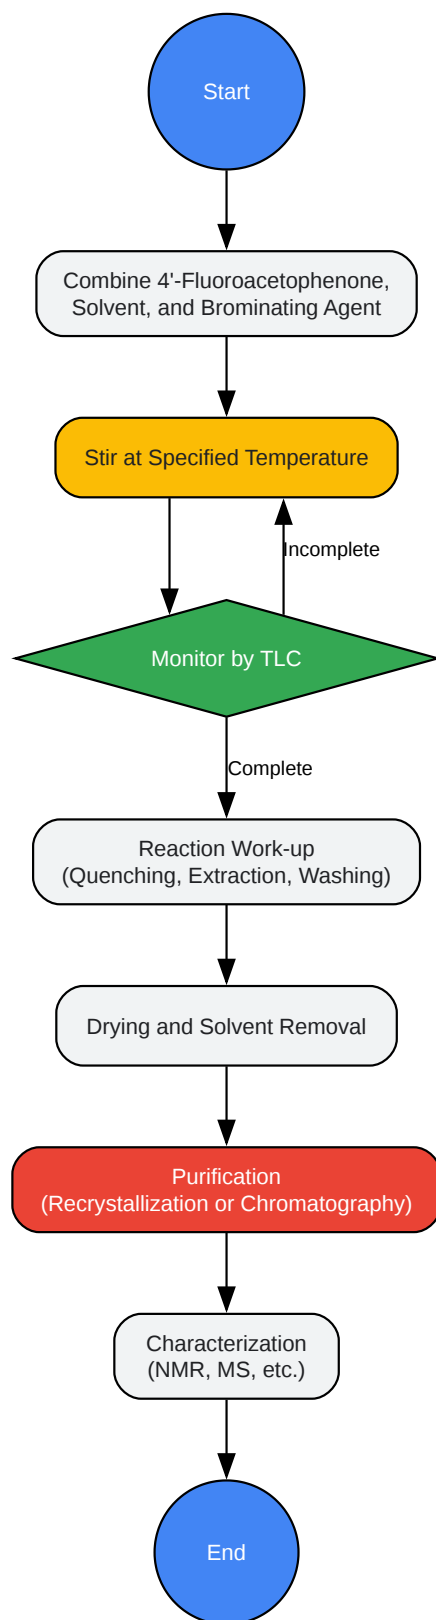 Start
Combine 4'-Fluoroacetophenone,
Solvent, and Brominating Agent
Stir at Specified Temperature
Incomplete
Monitor by TLC
Complete
Reaction Work-up
(Quenching, Extraction, Washing)
Drying and Solvent Removal
Purification
(Recrystallization or Chromatography)
Characterization
(NMR, MS, etc.)
End